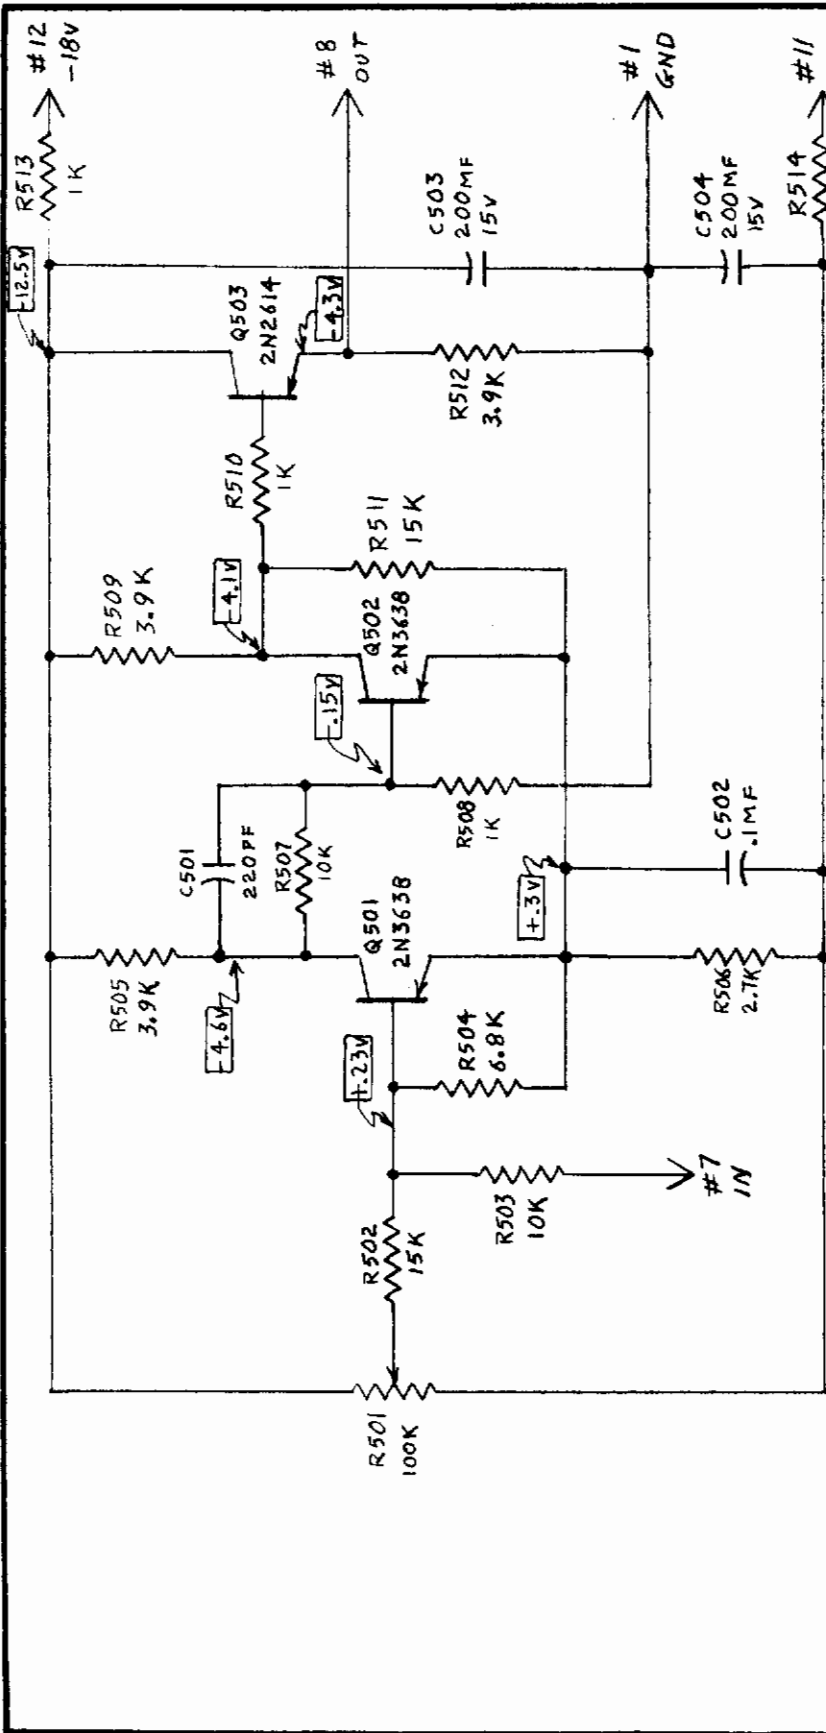 #12
-18V
R513
1K
-12.5V
#8
OUT
#1
GND
#11
R514
C503
200MF
15V
C504
200MF
15V
Q503
2N2614
-4.3V
R512
3.9K
R510
1K
R511
15K
R509
3.9K
-4.1V
Q502
2N3638
-.15V
R508
1K
C501
220PF
R507
10K
C502
.1MF
+.3V
Q501
2N3638
R505
3.9K
-4.6V
R506
2.7K
R504
6.8K
+.23V
R503
10K
#7
IN
R502
15K
R501
100K